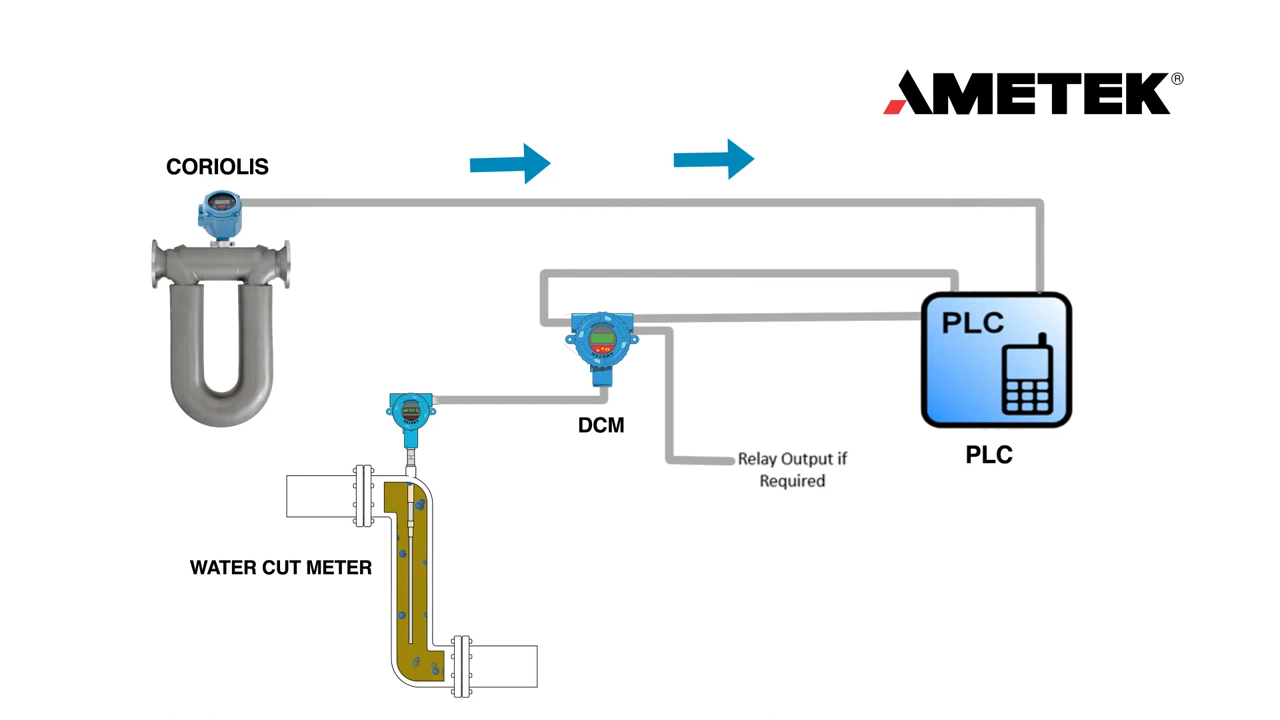 AMETEK®
CORIOLIS
PLC
DCM
PLC
Relay Output if
Required
WATER CUT METER